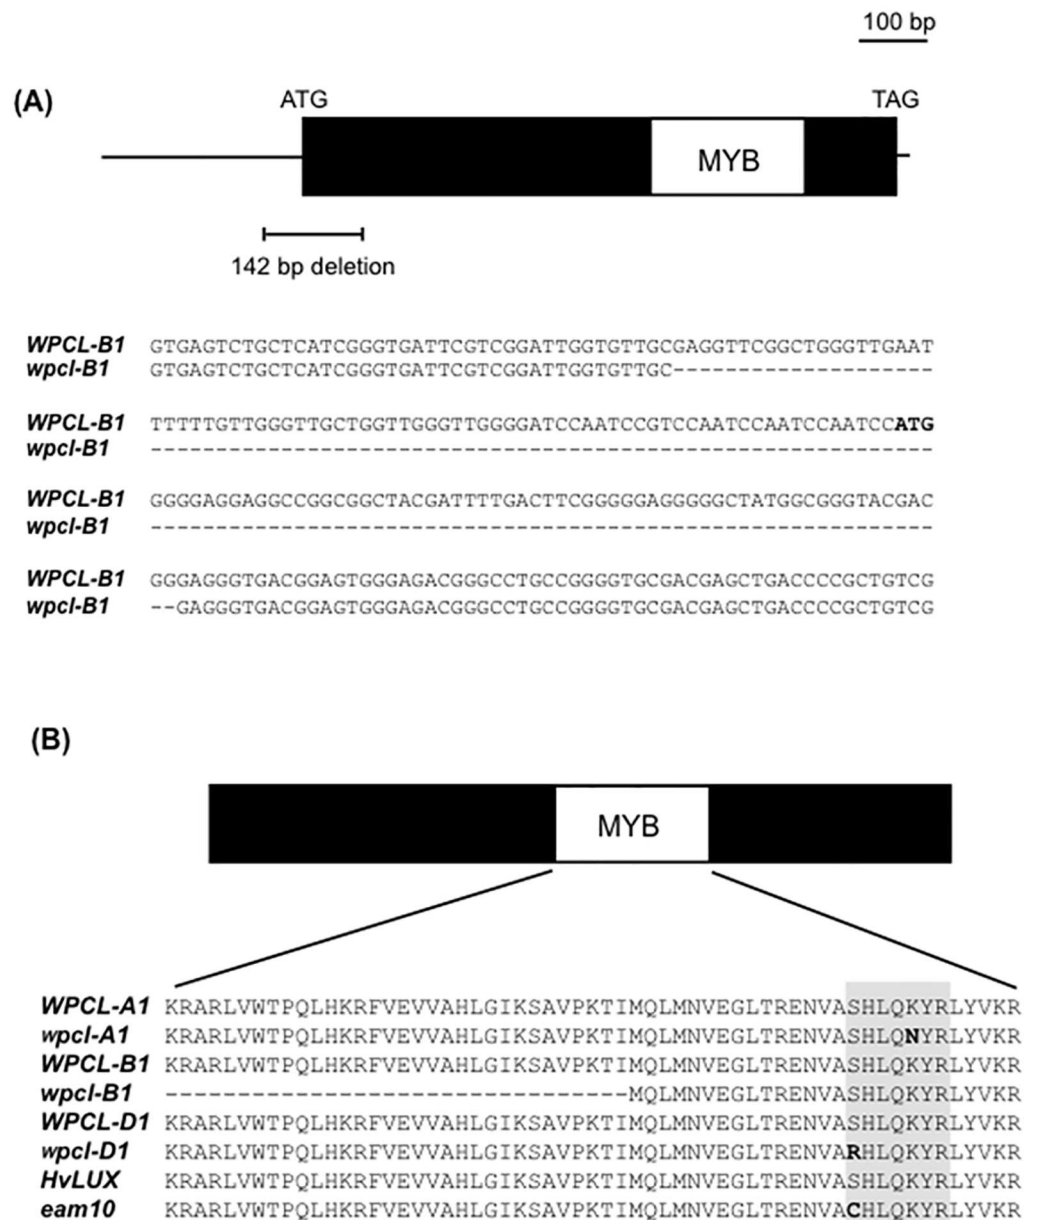 100 bp
(A)
ATG TAG
MYB
142 bp deletion
WPCL-B1 GTGAGTCTGCTCATCGGGTGATTCGTCGGATTGGTGTTGCGAGGTTCGGCTGGGTTGAAT
wpcl-B1 GTGAGTCTGCTCATCGGGTGATTCGTCGGATTGGTGTTGC--------------------
WPCL-B1 TTTTTGTTGGGTTGCTGGTTGGGTTGGGGATCCAATCCGTCCAATCCAATCCAATCCATG
wpcl-B1 ------------------------------------------------------------
WPCL-B1 GGGGAGGAGGCCGGCGGCTACGATTTTGACTTCGGGGGAGGGGGCTATGGCGGGTACGAC
wpcl-B1 ------------------------------------------------------------
WPCL-B1 GGGAGGGTGACGGAGTGGGAGACGGGCCTGCCGGGGTGCGACGAGCTGACCCCGCTGTCG
wpcl-B1 --GAGGGTGACGGAGTGGGAGACGGGCCTGCCGGGGTGCGACGAGCTGACCCCGCTGTCG
(B)
MYB
WPCL-A1 KRARLVWTPQLHKRFVEVVAHLGIKSAVPKTIMQLMNVEGLTRENVASHLQKYRLYVKR
wpcl-A1 KRARLVWTPQLHKRFVEVVAHLGIKSAVPKTIMQLMNVEGLTRENVASHLQNYRLYVKR
WPCL-B1 KRARLVWTPQLHKRFVEVVAHLGIKSAVPKTIMQLMNVEGLTRENVASHLQKYRLYVKR
wpcl-B1 --------------------------------MQLMNVEGLTRENVASHLQKYRLYVKR
WPCL-D1 KRARLVWTPQLHKRFVEVVAHLGIKSAVPKTIMQLMNVEGLTRENVASHLQKYRLYVKR
wpcl-D1 KRARLVWTPQLHKRFVEVVAHLGIKSAVPKTIMQLMNVEGLTRENVARHLQKYRLYVKR
HvLUX KRARLVWTPQLHKRFVEVVAHLGIKSAVPKTIMQLMNVEGLTRENVASHLQKYRLYVKR
eam10 KRARLVWTPQLHKRFVEVVAHLGIKSAVPKTIMQLMNVEGLTRENVACHLQKYRLYVKR